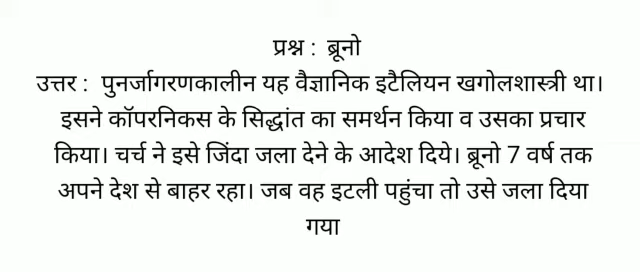 प्रश्न : ब्रूनो
उत्तर : पुनर्जागरणकालीन यह वैज्ञानिक इटैलियन खगोलशास्त्री था।
इसने कॉपरनिकस के सिद्धांत का समर्थन किया व उसका प्रचार
किया। चर्च ने इसे जिंदा जला देने के आदेश दिये। ब्रूनो 7 वर्ष तक
अपने देश से बाहर रहा। जब वह इटली पहुंचा तो उसे जला दिया
गया